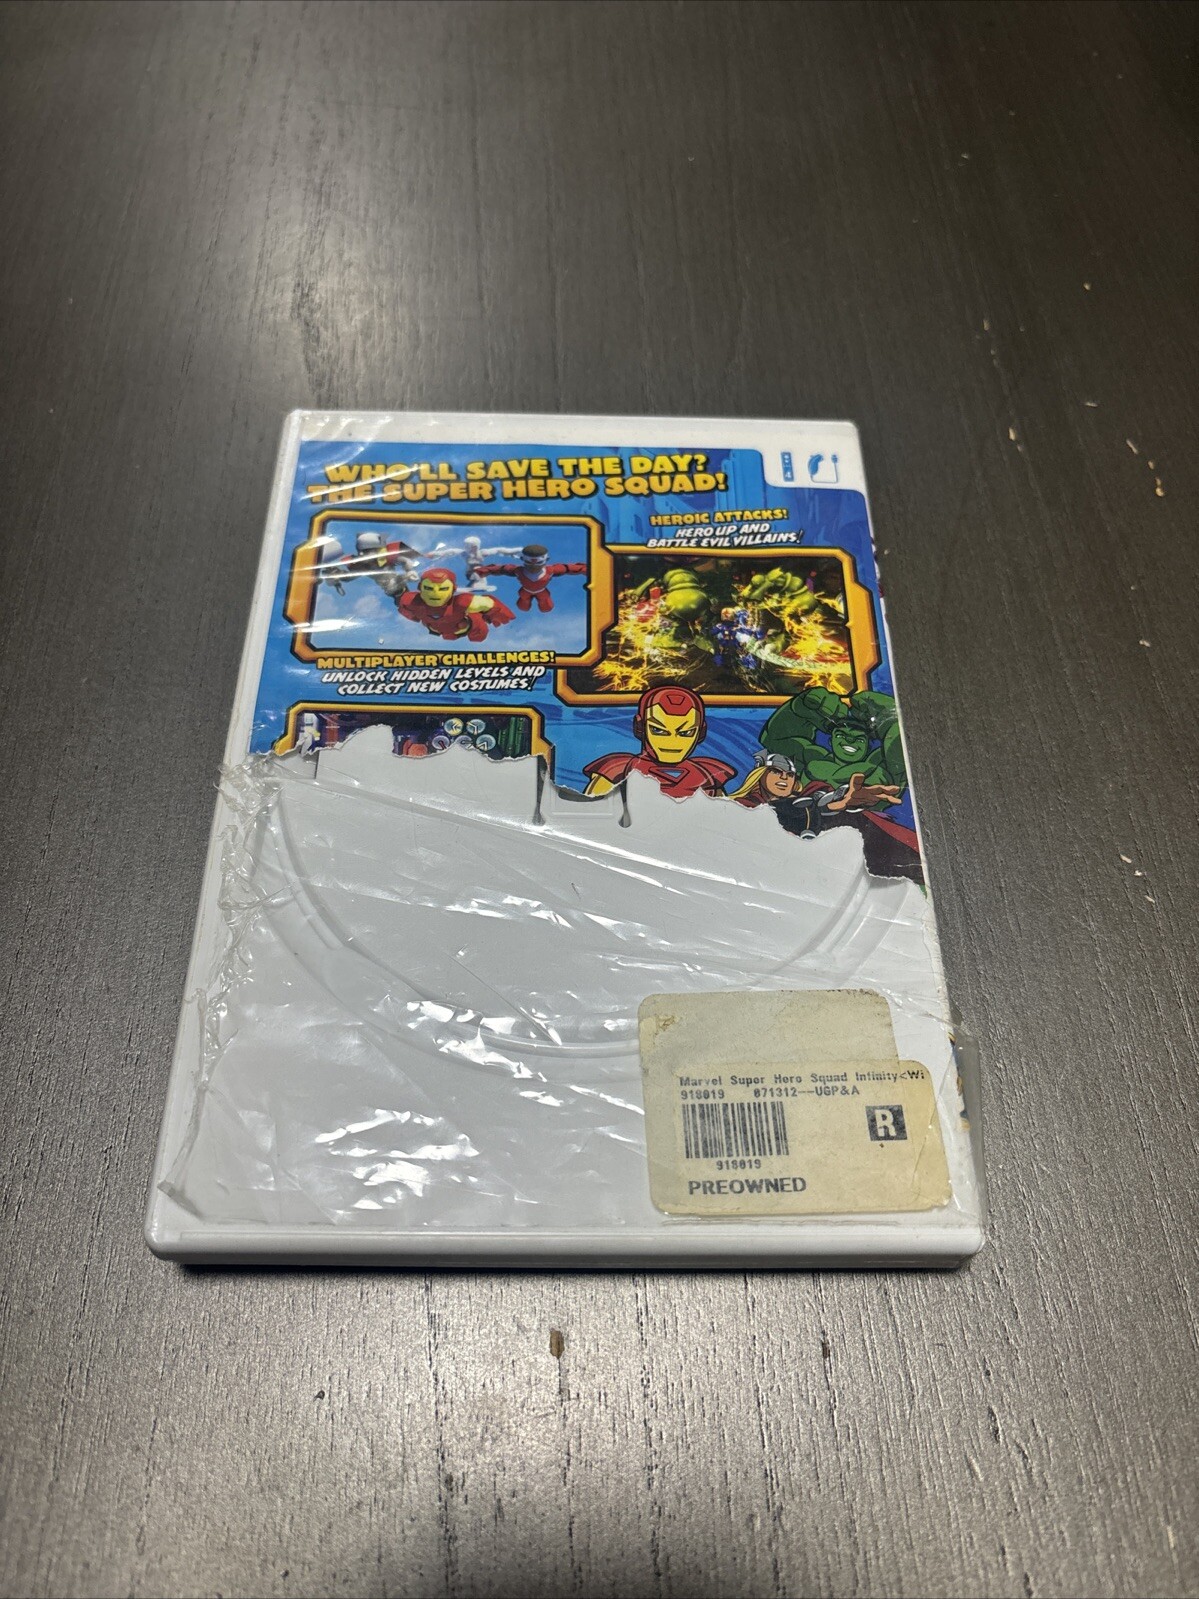 WHO'LL SAVE THE DAY?
THE SUPER HERO SQUAD!
HEROIC ATTACKS!
HERO UP AND
BATTLE EVIL VILLAINS!
MULTIPLAYER CHALLENGES!
UNLOCK HIDDEN LEVELS AND
COLLECT NEW COSTUMES!
Marvel Super Hero Squad Infinity<Wi
918019 071312--UGP&A
R
918019
PREOWNED